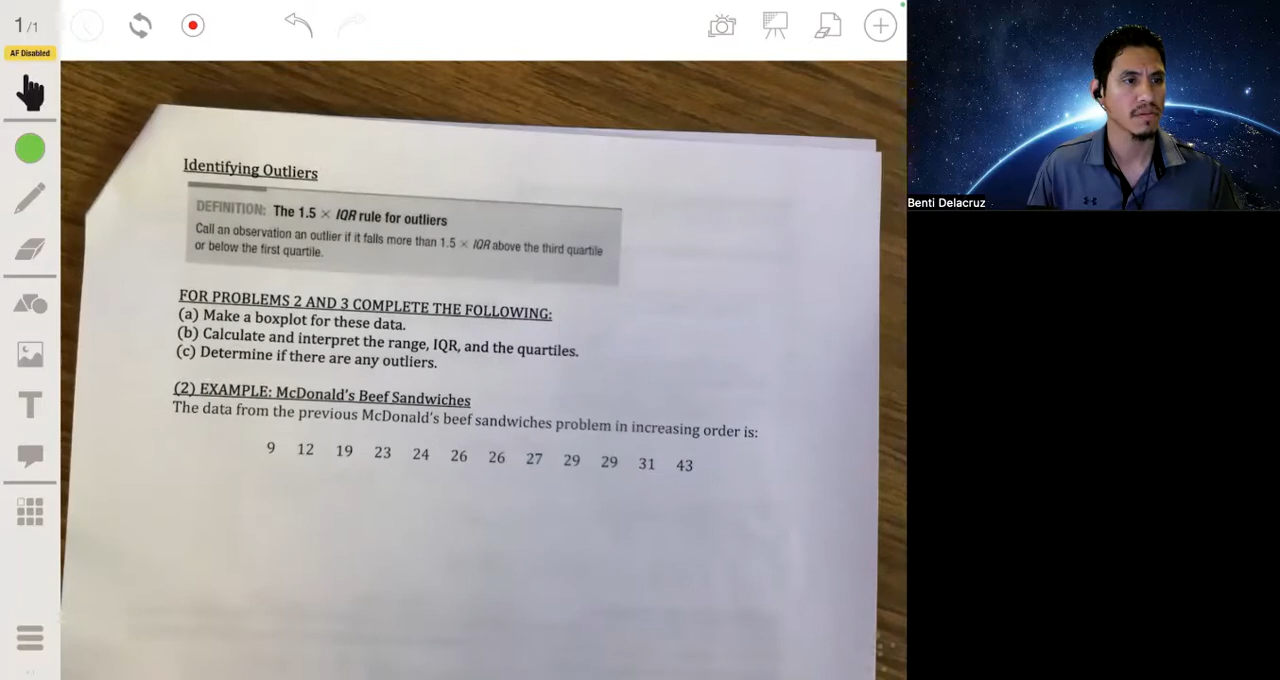 1/1
AF Disabled
T
Identifying Outliers
DEFINITION: The 1.5 × IQR rule for outliers
Call an observation an outlier if it falls more than 1.5 × IQR above the third quartile
or below the first quartile.
FOR PROBLEMS 2 AND 3 COMPLETE THE FOLLOWING:
(a) Make a boxplot for these data.
(b) Calculate and interpret the range, IQR, and the quartiles.
(c) Determine if there are any outliers.
(2) EXAMPLE: McDonald's Beef Sandwiches
The data from the previous McDonald's beef sandwiches problem in increasing order is:
9 12 19 23 24 26 26 27 29 29 31 43
Benti Delacruz